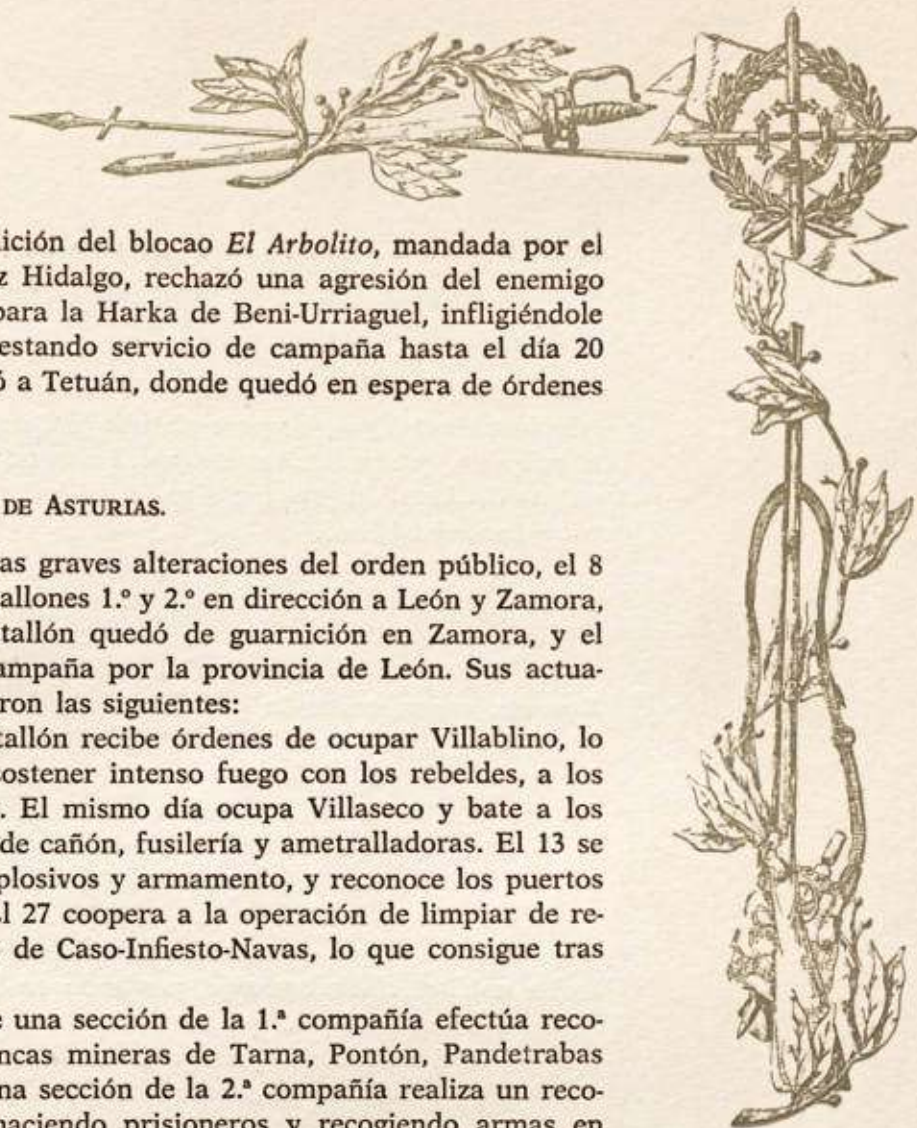 ición del blocao El Arbolito, mandada por el
z Hidalgo, rechazó una agresión del enemigo
para la Harka de Beni-Urriaguel, infligiéndole
estando servicio de campaña hasta el día 20
ó a Tetuán, donde quedó en espera de órdenes
DE ASTURIAS.
as graves alteraciones del orden público, el 8
allones 1.º y 2.º en dirección a León y Zamora,
tallón quedó de guarnición en Zamora, y el
ampaña por la provincia de León. Sus actua-
ron las siguientes:
tallón recibe órdenes de ocupar Villablino, lo
sostener intenso fuego con los rebeldes, a los
. El mismo día ocupa Villaseco y bate a los
de cañón, fusilería y ametralladoras. El 13 se
plosivos y armamento, y reconoce los puertos
l 27 coopera a la operación de limpiar de re-
de Caso-Infiesto-Navas, lo que consigue tras
e una sección de la 1.ª compañía efectúa reco-
ncas mineras de Tarna, Pontón, Pandetrabas
na sección de la 2.ª compañía realiza un reco-
haciendo prisioneros y recogiendo armas en